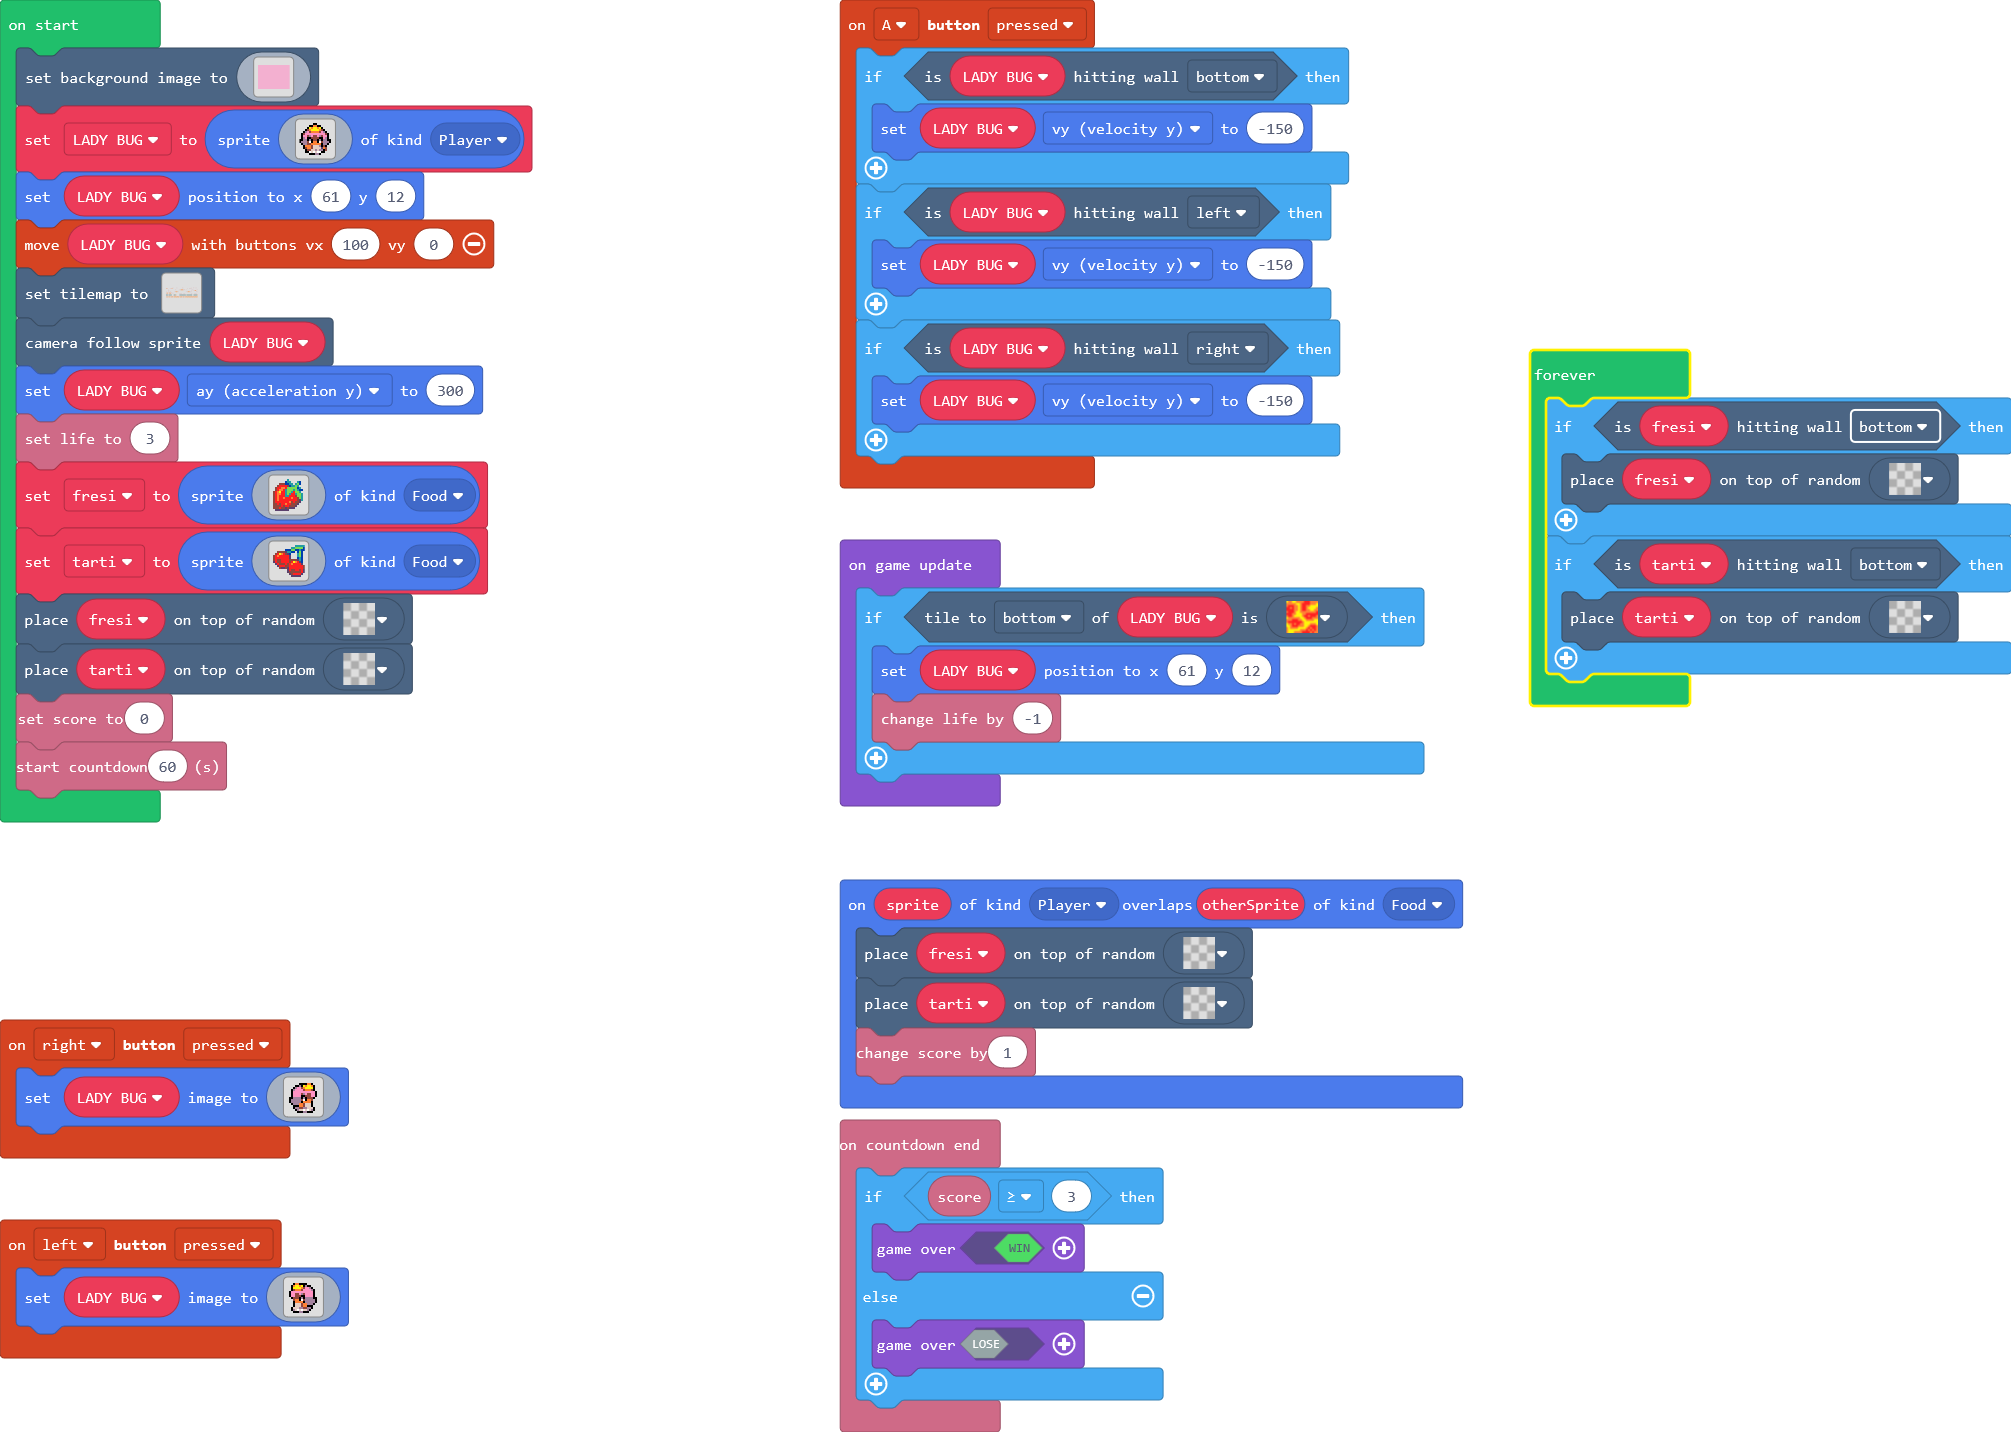 on start
set background image to
set LADY BUG to sprite of kind Player
set LADY BUG position to x 61 y 12
move LADY BUG with buttons vx 100 vy 0
set tilemap to
camera follow sprite LADY BUG
set LADY BUG ay (acceleration y) to 300
set life to 3
set fresi to sprite of kind Food
set tarti to sprite of kind Food
place fresi on top of random
place tarti on top of random
set score to 0
start countdown 60 (s)
on right button pressed
set LADY BUG image to
on left button pressed
set LADY BUG image to
on A button pressed
if is LADY BUG hitting wall bottom then
set LADY BUG vy (velocity y) to -150
if is LADY BUG hitting wall left then
set LADY BUG vy (velocity y) to -150
if is LADY BUG hitting wall right then
set LADY BUG vy (velocity y) to -150
on game update
if tile to bottom of LADY BUG is then
set LADY BUG position to x 61 y 12
change life by -1
on sprite of kind Player overlaps otherSprite of kind Food
place fresi on top of random
place tarti on top of random
change score by 1
on countdown end
if score ≥ 3 then
game over WIN
else
game over LOSE
forever
if is fresi hitting wall bottom then
place fresi on top of random
if is tarti hitting wall bottom then
place tarti on top of random